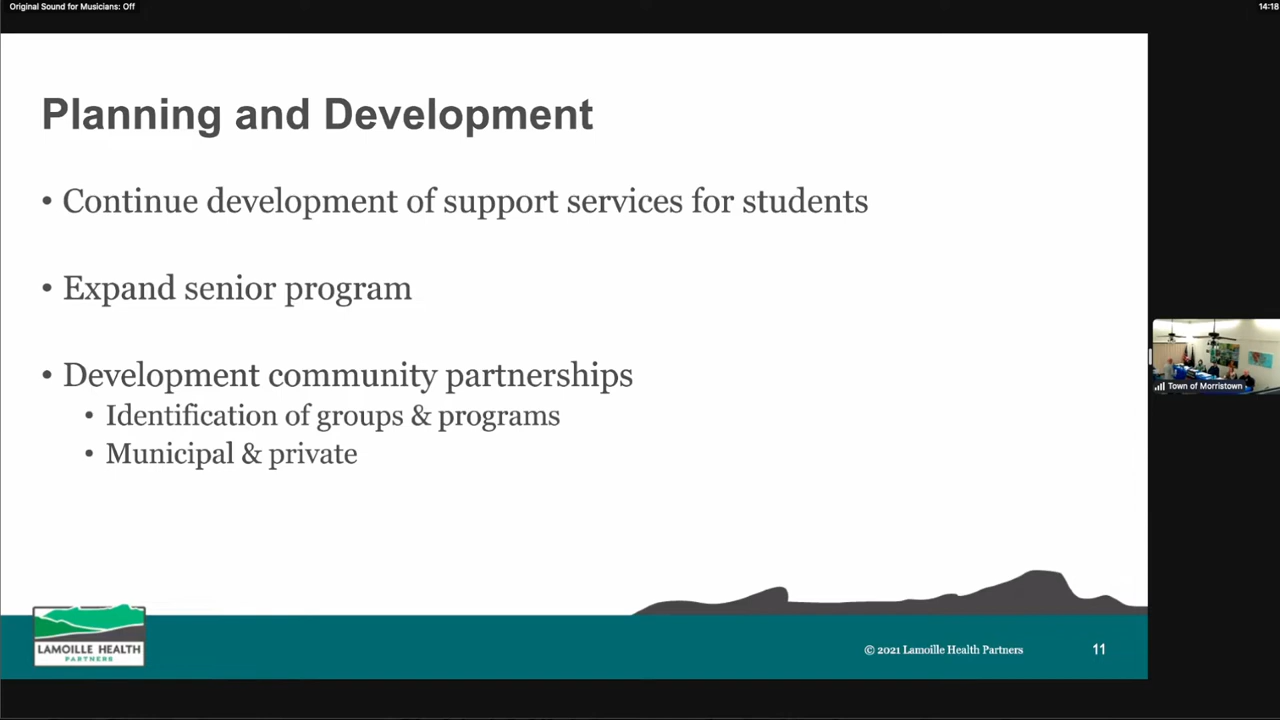 Original Sound for Musicians: Off
14:18
Planning and Development
• Continue development of support services for students
• Expand senior program
• Development community partnerships
• Identification of groups & programs
• Municipal & private
Town of Morristown
LAMOILLE HEALTH
PARTNERS
© 2021 Lamoille Health Partners
11